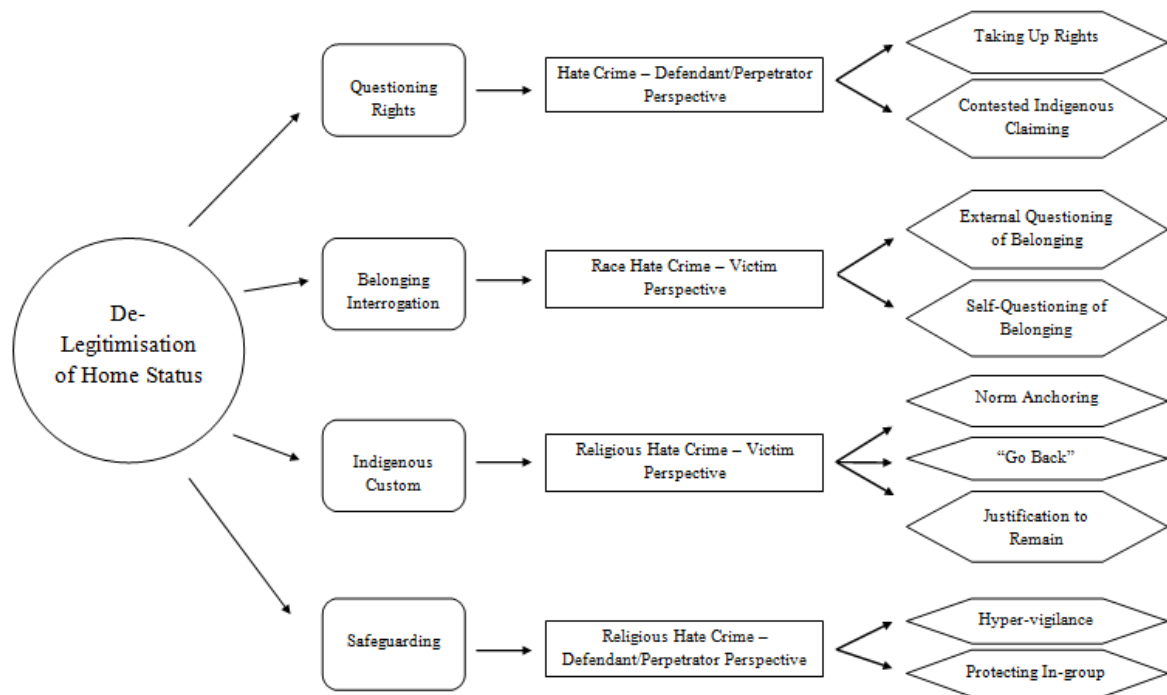 De-
Legitimisation
of Home Status
Questioning
Rights
Hate Crime – Defendant/Perpetrator
Perspective
Taking Up Rights
Contested Indigenous
Claiming
Belonging
Interrogation
Race Hate Crime – Victim
Perspective
External Questioning
of Belonging
Self-Questioning of
Belonging
Indigenous
Custom
Religious Hate Crime – Victim
Perspective
Norm Anchoring
“Go Back”
Justification to
Remain
Safeguarding
Religious Hate Crime –
Defendant/Perpetrator Perspective
Hyper-vigilance
Protecting In-group